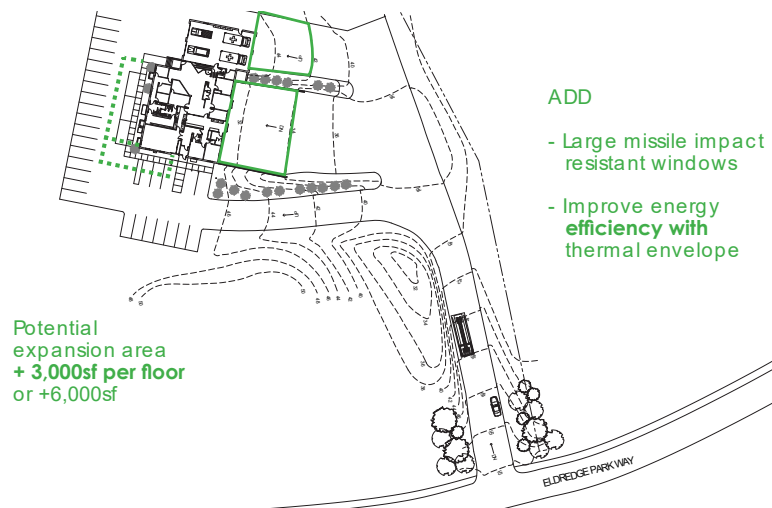 ADD
- Large missile impact
resistant windows
- Improve energy
efficiency with
thermal envelope
Potential
expansion area
+ 3,000sf per floor
or +6,000sf
ELDREDGE PARK WAY